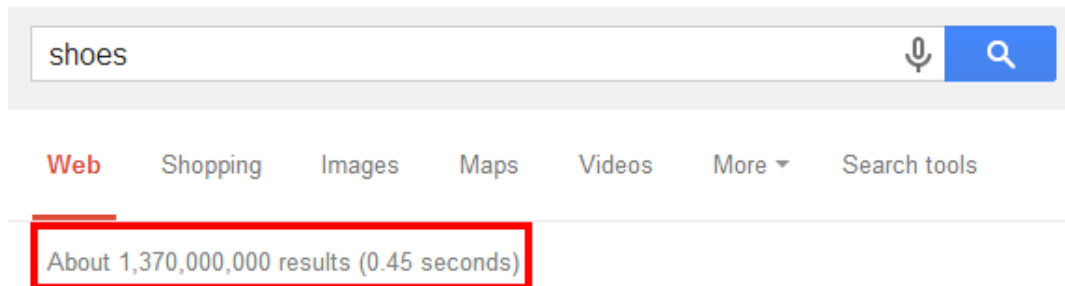 shoes
Web Shopping Images Maps Videos More Search tools
About 1,370,000,000 results (0.45 seconds)